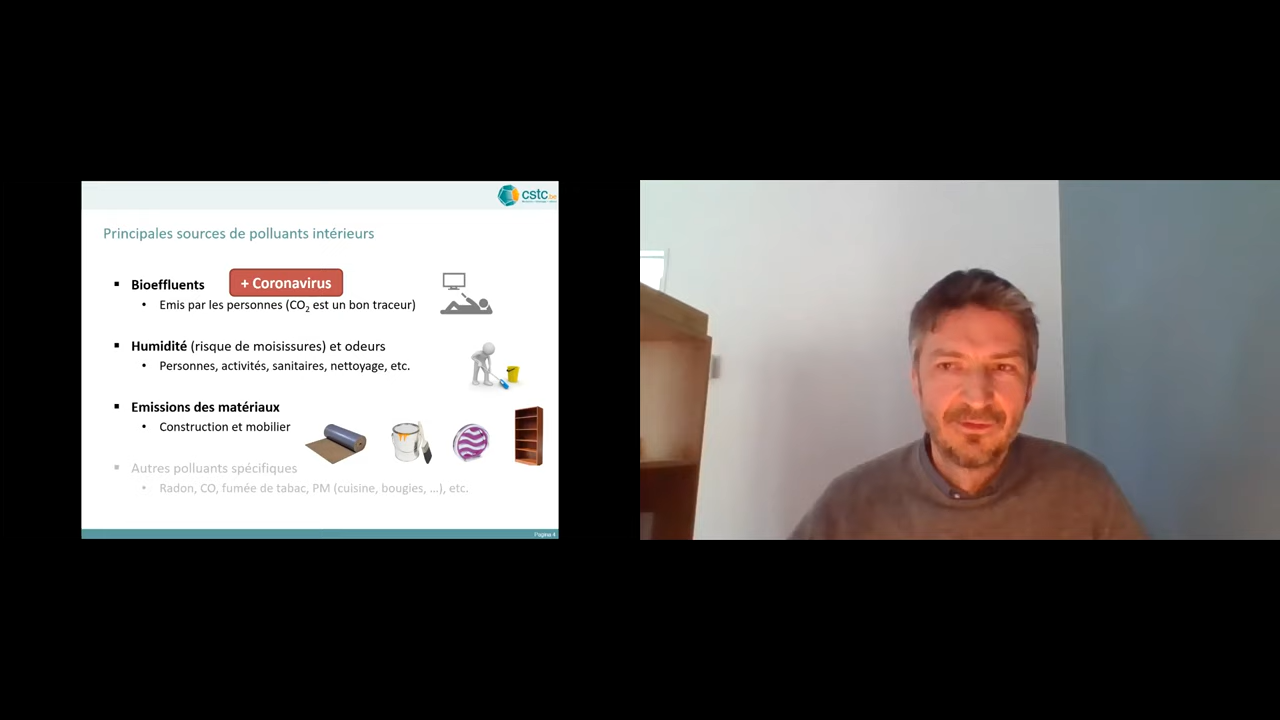 cstc.be
Principales sources de polluants intérieurs
▪ Bioeffluents
+ Coronavirus
• Emis par les personnes (CO₂ est un bon traceur)
▪ Humidité (risque de moisissures) et odeurs
• Personnes, activités, sanitaires, nettoyage, etc.
▪ Emissions des matériaux
• Construction et mobilier
▪ Autres polluants spécifiques
• Radon, CO, fumée de tabac, PM (cuisine, bougies, ...), etc.
Pagina 4